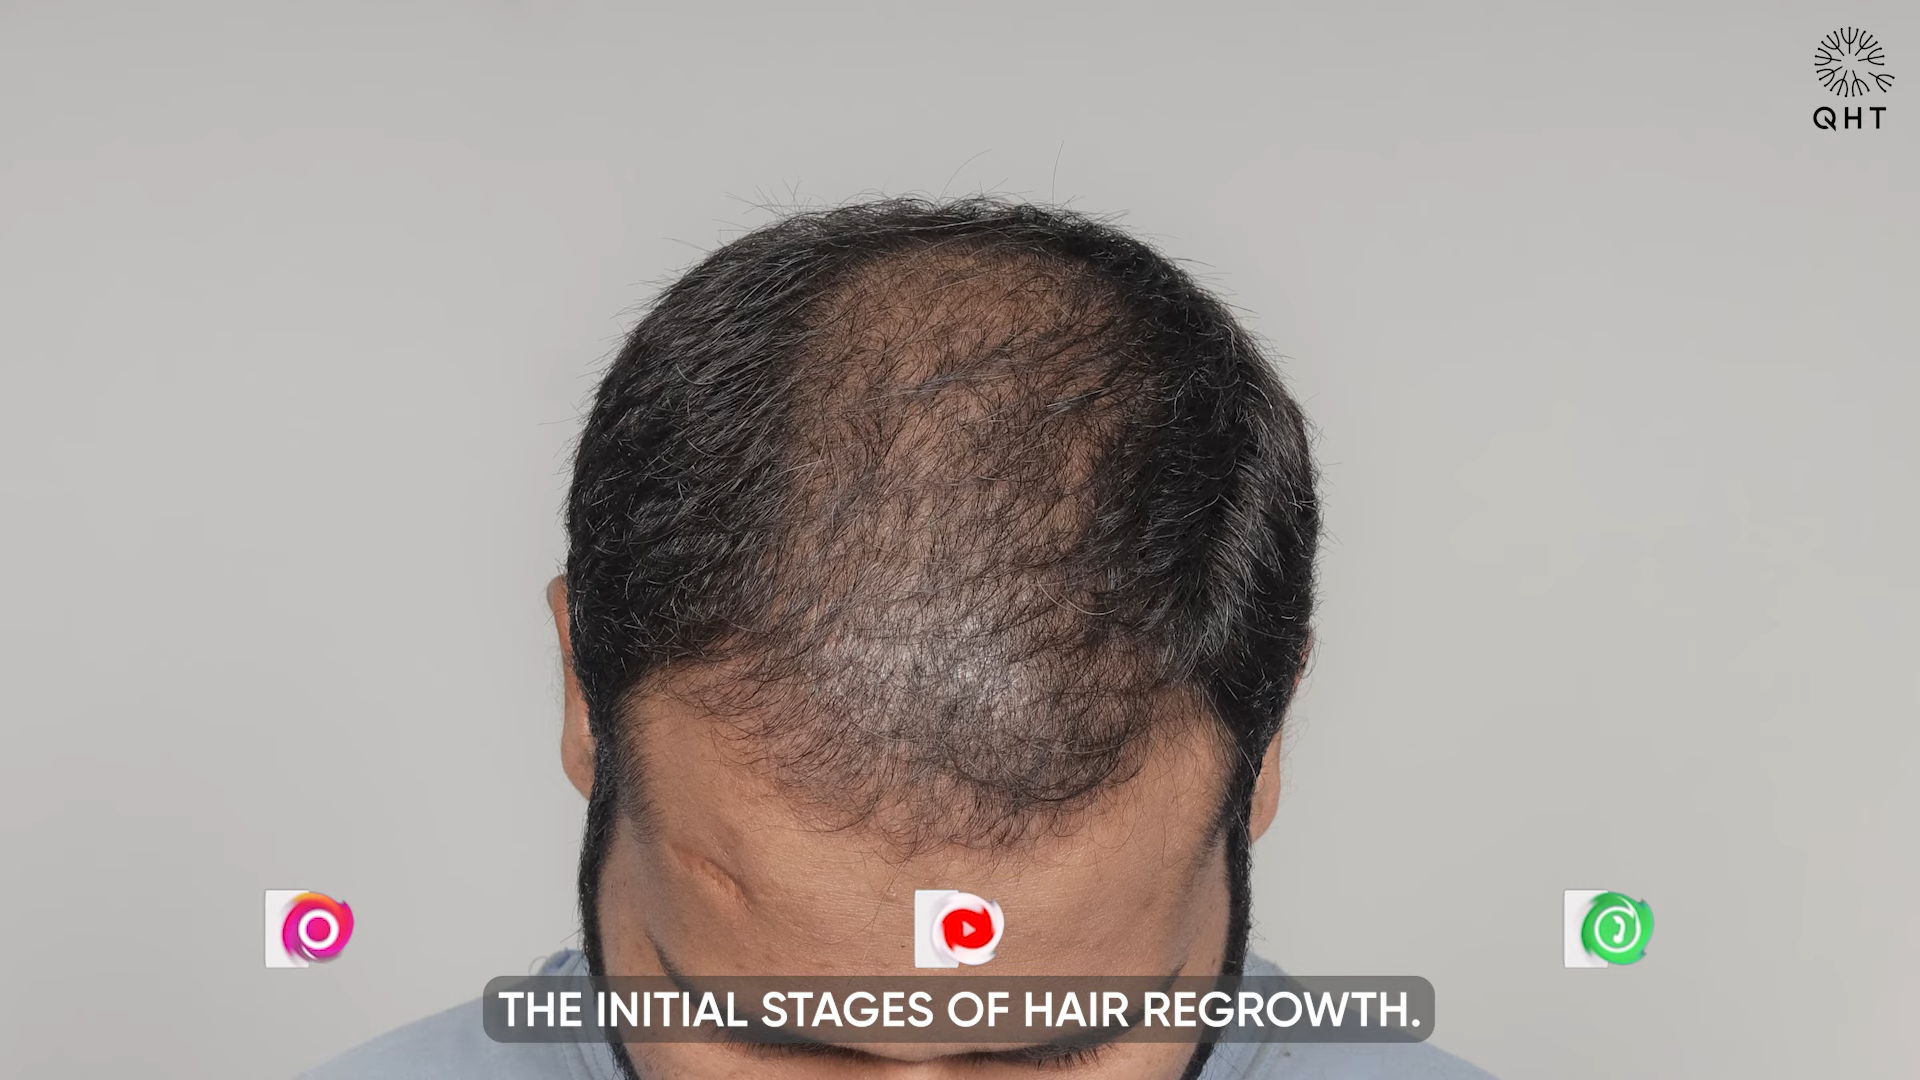 QHT
THE INITIAL STAGES OF HAIR REGROWTH.